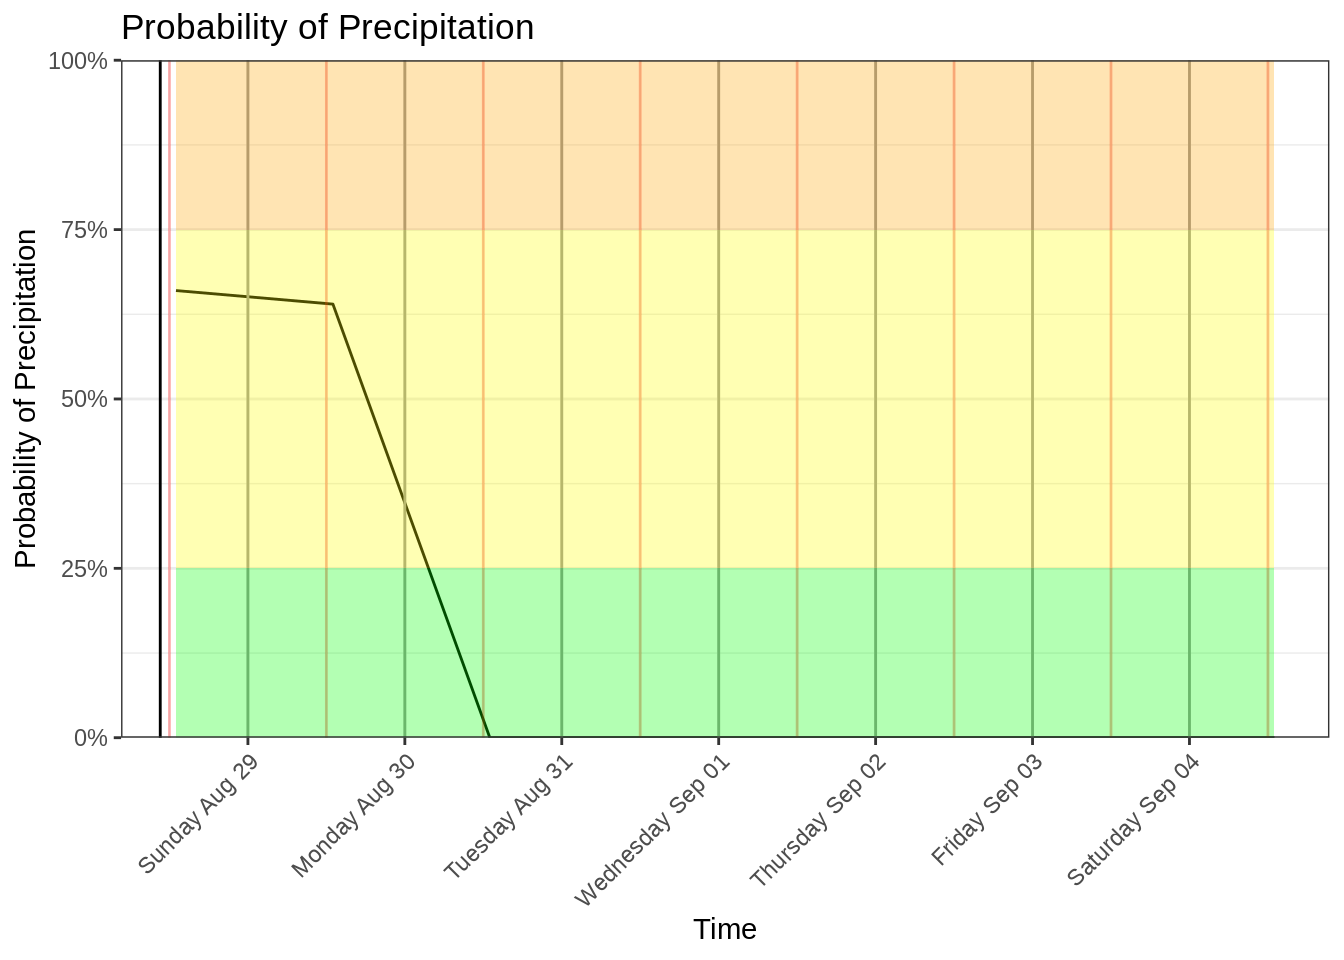 Probability of Precipitation
100%
75%
50%
25%
0%
Probability of Precipitation
Sunday Aug 29
Monday Aug 30
Tuesday Aug 31
Wednesday Sep 01
Thursday Sep 02
Friday Sep 03
Saturday Sep 04
Time